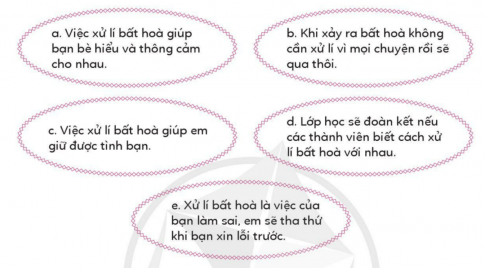 a. Việc xử lí bất hoà giúp
bạn bè hiểu và thông cảm
cho nhau.
b. Khi xảy ra bất hoà không
cần xử lí vì mọi chuyện rồi sẽ
qua thôi.
c. Việc xử lí bất hoà giúp em
giữ được tình bạn.
d. Lớp học sẽ đoàn kết nếu
các thành viên biết cách xử
lí bất hoà với nhau.
e. Xử lí bất hoà là việc của
bạn làm sai, em sẽ tha thứ
khi bạn xin lỗi trước.